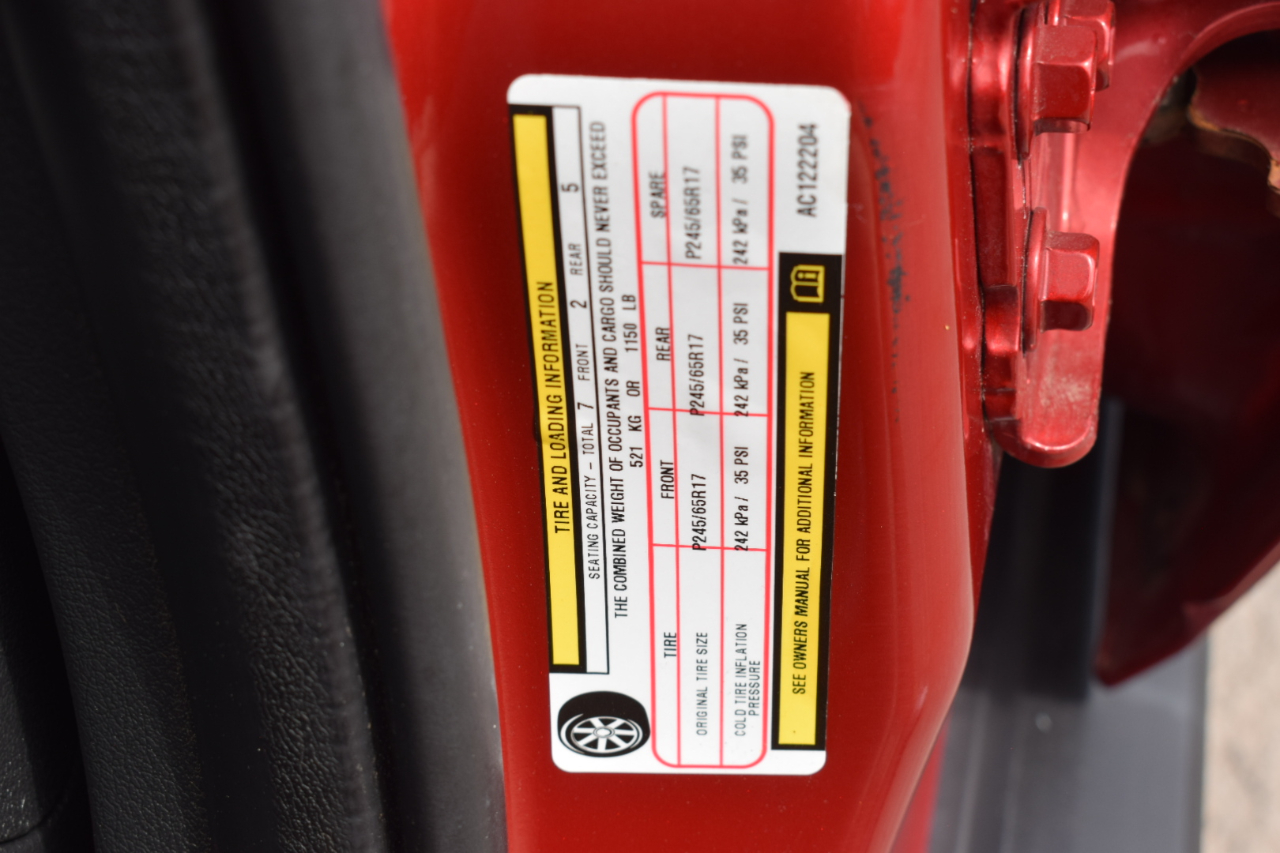 TIRE AND LOADING INFORMATION
SEATING CAPACITY – TOTAL 7 FRONT 2 REAR 5
THE COMBINED WEIGHT OF OCCUPANTS AND CARGO SHOULD NEVER EXCEED
521 KG OR 1150 LB
TIRE FRONT REAR SPARE
ORIGINAL TIRE SIZE P245/65R17 P245/65R17 P245/65R17
COLD TIRE INFLATION PRESSURE 242 kPa / 35 PSI 242 kPa / 35 PSI 242 kPa / 35 PSI
SEE OWNERS MANUAL FOR ADDITIONAL INFORMATION
AC122204